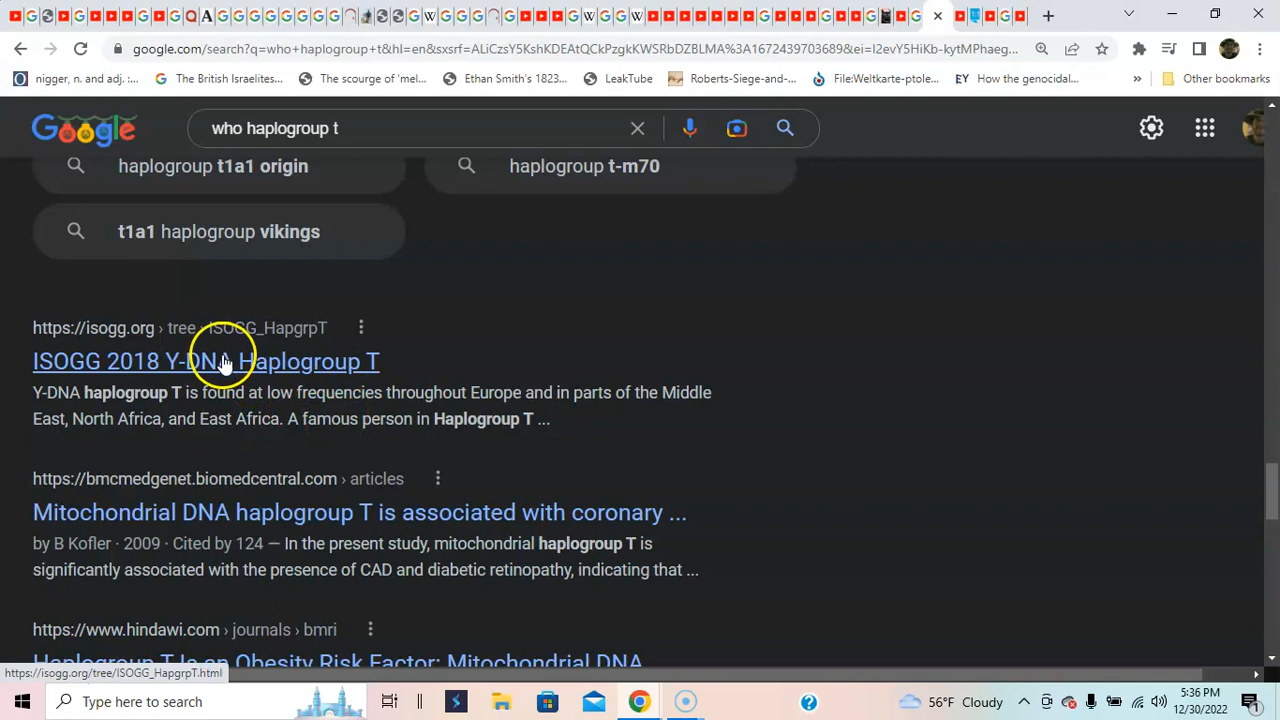 google.com/search?q=who+haplogroup+t&hl=en&sxsrf=ALiCzsY5KshKDEAtQCkPzgkKWSRbDZBLMA%3A1672439703689&ei=l2evY5HiKb-kytMPhaeg...
nigger, n. and adj. :... The British Israelites... The scourge of 'mel... Ethan Smith's 1823... LeakTube Roberts-Siege-and-... File:Weltkarte-ptole... How the genocidal... » Other bookmarks
Google who haplogroup t
haplogroup t1a1 origin haplogroup t-m70
t1a1 haplogroup vikings
https://isogg.org › tree › ISOGG_HapgrpT
ISOGG 2018 Y-DNA Haplogroup T
Y-DNA haplogroup T is found at low frequencies throughout Europe and in parts of the Middle
East, North Africa, and East Africa. A famous person in Haplogroup T ...
https://bmcmedgenet.biomedcentral.com › articles
Mitochondrial DNA haplogroup T is associated with coronary ...
by B Kofler · 2009 · Cited by 124 — In the present study, mitochondrial haplogroup T is
significantly associated with the presence of CAD and diabetic retinopathy, indicating that ...
https://www.hindawi.com › journals › bmri
Haplogroup T Is an Obesity Risk Factor: Mitochondrial DNA
https://isogg.org/tree/ISOGG_HapgrpT.html
Type here to search 56°F Cloudy 5:36 PM
12/30/2022